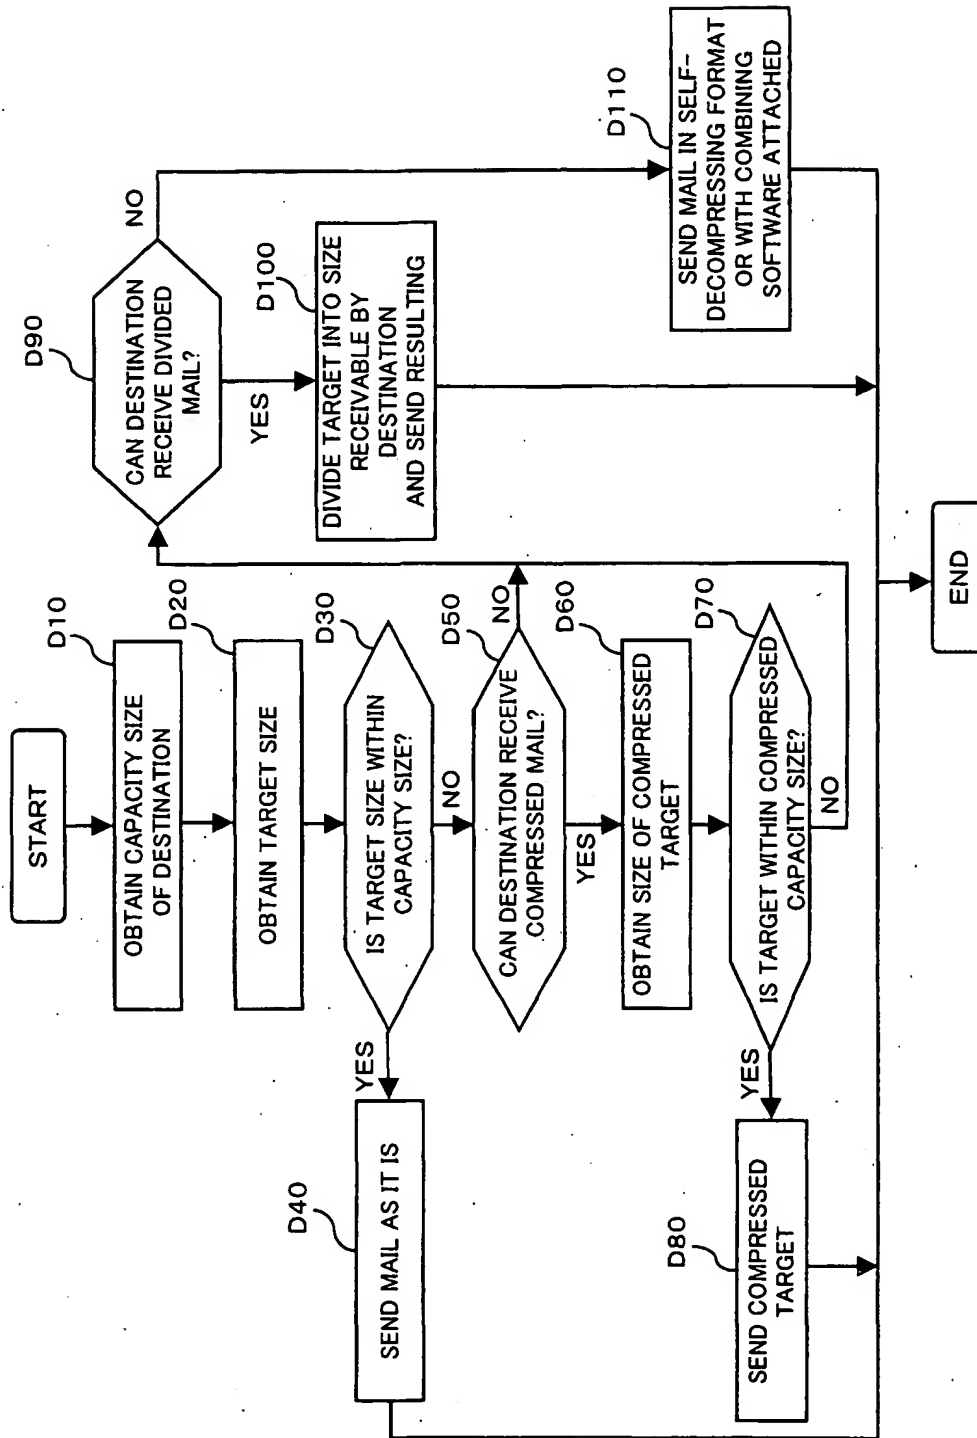 START
D10
OBTAIN CAPACITY SIZE
OF DESTINATION
D20
OBTAIN TARGET SIZE
D30
IS TARGET SIZE WITHIN
CAPACITY SIZE?
YES
NO
D40
SEND MAIL AS IT IS
D50
CAN DESTINATION RECEIVE
COMPRESSED MAIL?
NO
YES
D60
OBTAIN SIZE OF COMPRESSED
TARGET
D70
IS TARGET WITHIN COMPRESSED
CAPACITY SIZE?
YES
NO
D80
SEND COMPRESSED
TARGET
D90
CAN DESTINATION
RECEIVE DIVIDED
MAIL?
NO
YES
D100
DIVIDE TARGET INTO SIZE
RECEIVABLE BY
DESTINATION
AND SEND RESULTING
D110
SEND MAIL IN SELF-
DECOMPRESSING FORMAT
OR WITH COMBINING
SOFTWARE ATTACHED
END